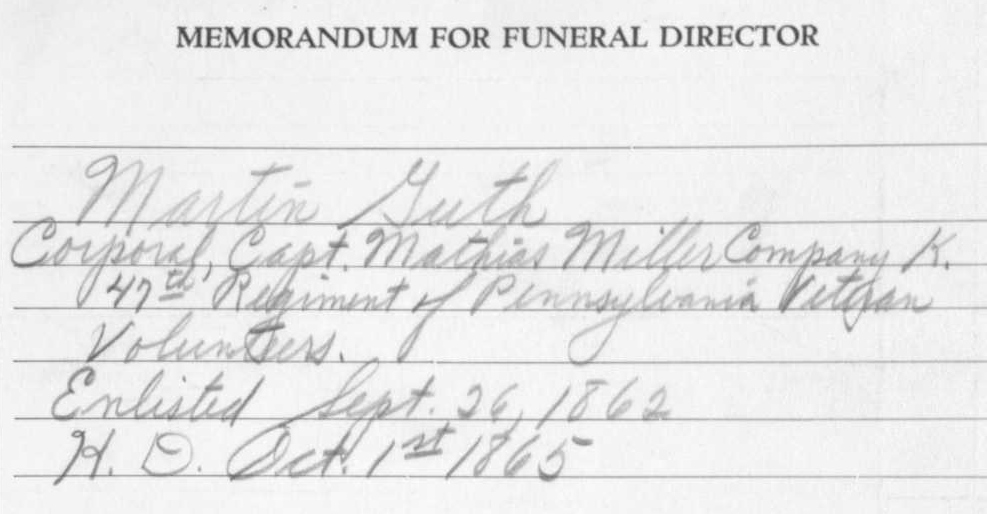 MEMORANDUM FOR FUNERAL DIRECTOR
Martin Guth
Corporal, Capt. Mathias Miller Company K.
47th Regiment of Pennsylvania Veteran
Volunteers.
Enlisted Sept. 26, 1862
H. D. Oct. 1st 1865